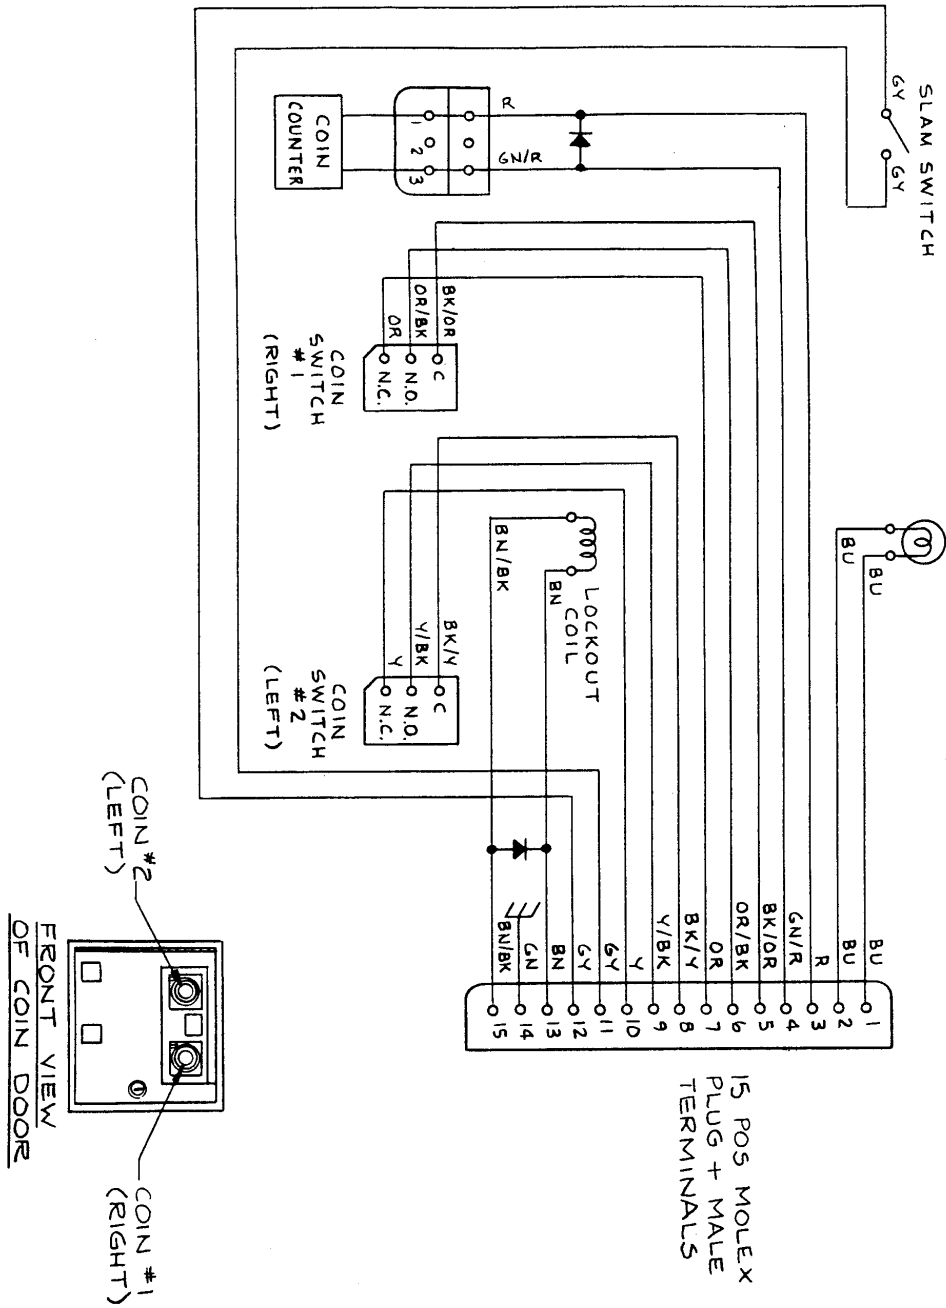 SLAM SWITCH
GY
GY
BU
BU
COIN
COUNTER
1
2
3
R
GN/R
BK/OR
OR/BK
OR
C
N.O.
N.C.
COIN
SWITCH
#1
(RIGHT)
BK/Y
Y/BK
Y
C
N.O.
N.C.
COIN
SWITCH
#2
(LEFT)
LOCKOUT
COIL
BN
BN/BK
BU
BU
R
GN/R
BK/OR
OR/BK
OR
BK/Y
Y/BK
Y
GY
GY
BN
GN
BN/BK
1
2
3
4
5
6
7
8
9
10
11
12
13
14
15
15 POS MOLEX
PLUG + MALE
TERMINALS
COIN #2
(LEFT)
COIN #1
(RIGHT)
FRONT VIEW
OF COIN DOOR